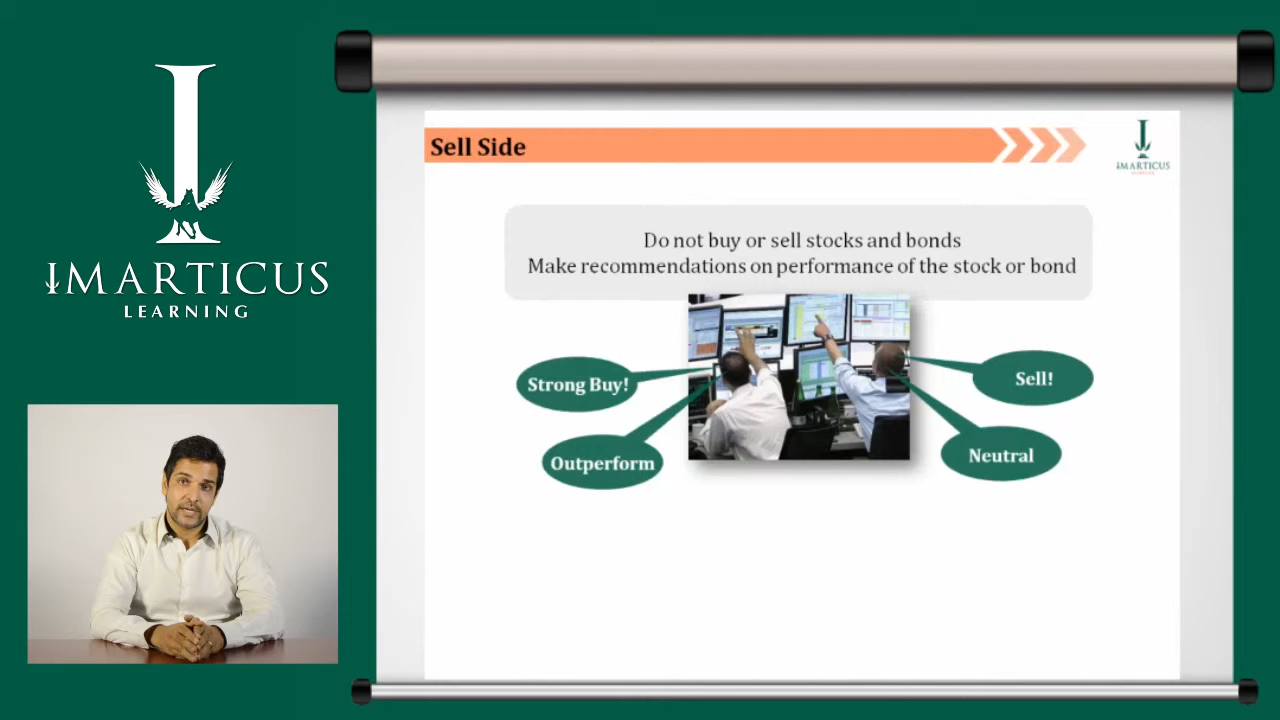 IMARTICUS
LEARNING
Sell Side
IMARTICUS
Do not buy or sell stocks and bonds
Make recommendations on performance of the stock or bond
Strong Buy!
Sell!
Outperform
Neutral